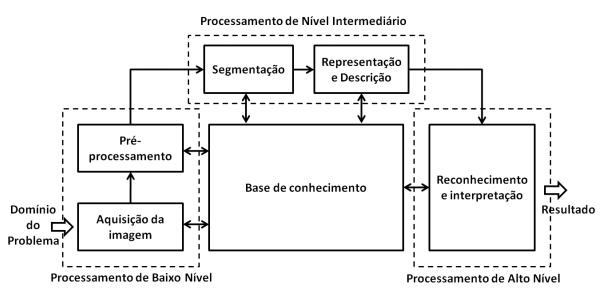 Processamento de Nível Intermediário
Segmentação
Representação
e Descrição
Pré-
processamento
Base de conhecimento
Reconhecimento
e interpretação
Domínio
do
Problema
Aquisição da
imagem
Resultado
Processamento de Baixo Nível
Processamento de Alto Nível